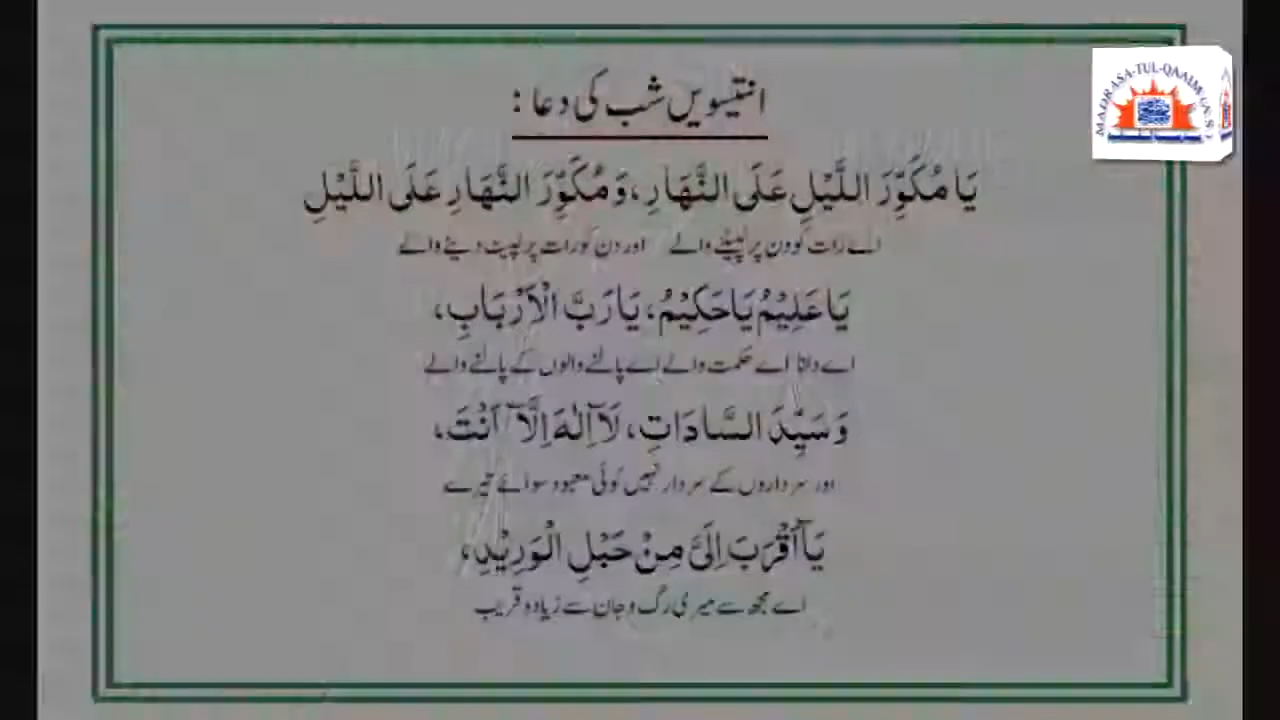 MADRASA-TUL-QAAIM (A.S)
انتیسویں شب کی دعا :
یَا مُکَوِّرَ اللَّیْلِ عَلَی النَّهَارِ، وَ مُکَوِّرَ النَّهَارِ عَلَی اللَّیْلِ
اے رات کو دن پر لپیٹنے والے اور دن کو رات پر لپیٹ دینے والے
یَا عَلِیْمُ یَا حَکِیْمُ، یَا رَبَّ الْاَرْبَابِ،
اے دانا اے حکمت والے اے پالنے والوں کے پالنے والے
وَ سَیِّدَ السَّادَاتِ، لَآ اِلٰهَ اِلَّآ اَنْتَ،
اور سرداروں کے سردار نہیں کوئی معبود سوائے تیرے
یَآ اَقْرَبَ اِلَیَّ مِنْ حَبْلِ الْوَرِیْدِ،
اے مجھ سے میری رگ و جان سے زیادہ قریب